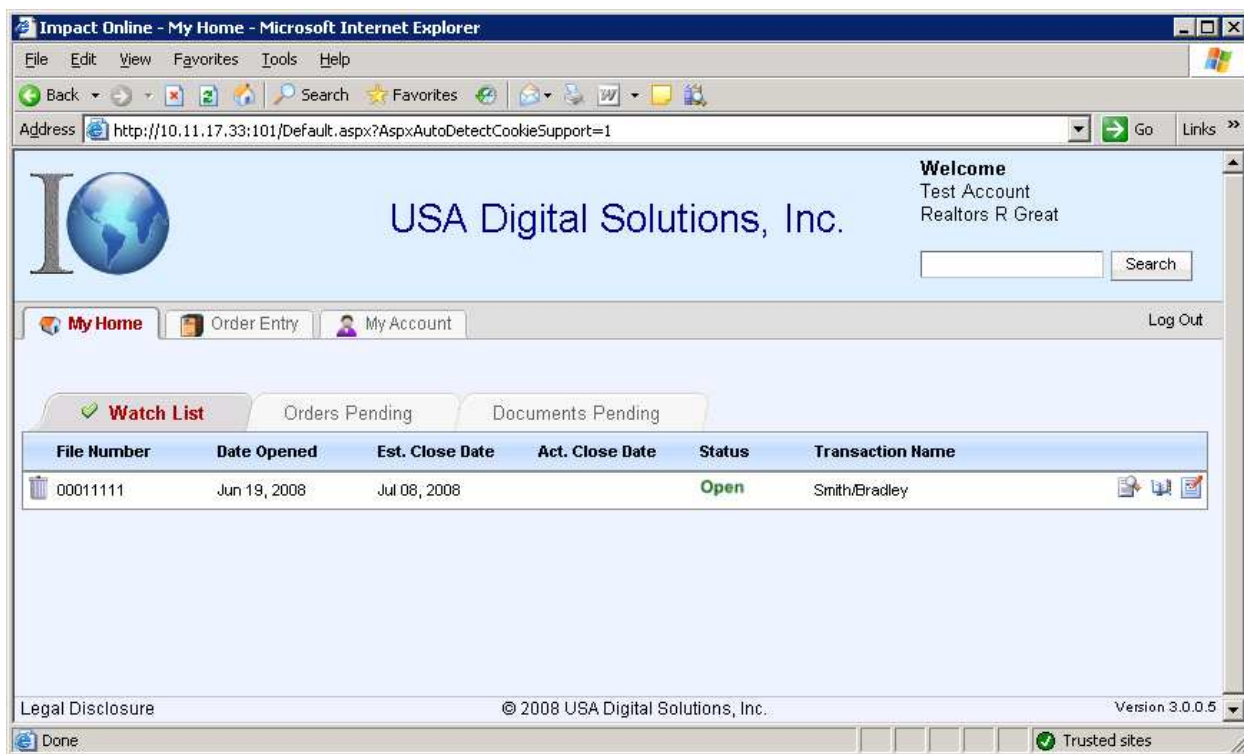 Impact Online - My Home - Microsoft Internet Explorer
File Edit View Favorites Tools Help
Back Search Favorites
Address http://10.11.17.33:101/Default.aspx?AspxAutoDetectCookieSupport=1 Go Links »
IO
USA Digital Solutions, Inc.
Welcome
Test Account
Realtors R Great
Search
My Home Order Entry My Account Log Out
Watch List Orders Pending Documents Pending
File Number Date Opened Est. Close Date Act. Close Date Status Transaction Name
00011111 Jun 19, 2008 Jul 08, 2008 Open Smith/Bradley
Legal Disclosure © 2008 USA Digital Solutions, Inc. Version 3.0.0.5
Done Trusted sites